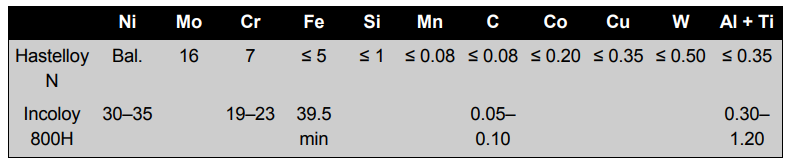 Ni Mo Cr Fe Si Mn C Co Cu W Al + Ti
Hastelloy Bal. 16 7 ≤ 5 ≤ 1 ≤ 0.08 ≤ 0.08 ≤ 0.20 ≤ 0.35 ≤ 0.50 ≤ 0.35
N
Incoloy 30–35 19–23 39.5 0.05– 0.30–
800H min 0.10 1.20